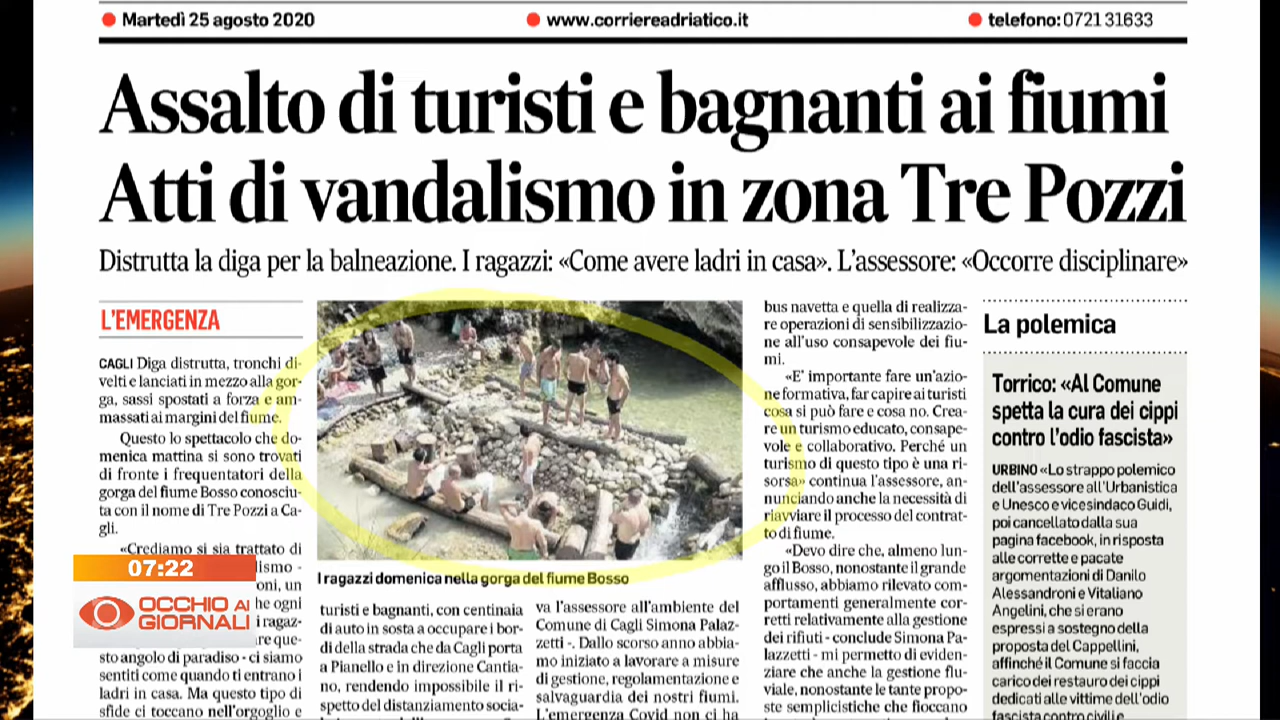 Martedì 25 agosto 2020
www.corriereadriatico.it
telefono: 0721 31633
Assalto di turisti e bagnanti ai fiumi
Atti di vandalismo in zona Tre Pozzi
Distrutta la diga per la balneazione. I ragazzi: «Come avere ladri in casa». L'assessore: «Occorre disciplinare»
L'EMERGENZA
CAGLI Diga distrutta, tronchi di-
velti e lanciati in mezzo alla gor-
ga, sassi spostati a forza e am-
massati ai margini del fiume.
Questo lo spettacolo che do-
menica mattina si sono trovati
di fronte i frequentatori della
gorga del fiume Bosso conosciu-
ta con il nome di Tre Pozzi a Ca-
gli.
«Crediamo si sia trattato di
lismo -
oni, un
he ogni
i ragaz-
are que-
sto angolo di paradiso - ci siamo
sentiti come quando ti entrano i
ladri in casa. Ma questo tipo di
sfide ci toccano nell'orgoglio e
07:22
OCCHIO AI
GIORNALI
I ragazzi domenica nella gorga del fiume Bosso
turisti e bagnanti, con centinaia
di auto in sosta a occupare i bor-
di della strada che da Cagli porta
a Pianello e in direzione Cantia-
no, rendendo impossibile il ri-
spetto del distanziamento socia-
va l'assessore all'ambiente del
Comune di Cagli Simona Palaz-
zetti -. Dallo scorso anno abbia-
mo iniziato a lavorare a misure
di gestione, regolamentazione e
salvaguardia dei nostri fiumi.
L'emergenza Covid non ci ha
bus navetta e quella di realizza-
re operazioni di sensibilizzazio-
ne all'uso consapevole dei fiu-
mi.
«E' importante fare un'azio-
ne formativa, far capire ai turisti
cosa si può fare e cosa no. Crea-
re un turismo educato, consape-
vole e collaborativo. Perché un
turismo di questo tipo è una ri-
sorsa» continua l'assessore, an-
nunciando anche la necessità di
riavviare il processo del contrat-
to di fiume.
«Devo dire che, almeno lun-
go il Bosso, nonostante il grande
afflusso, abbiamo rilevato com-
portamenti generalmente cor-
retti relativamente alla gestione
dei rifiuti - conclude Simona Pa-
lazzetti - mi permetto di eviden-
ziare che anche la gestione flu-
viale, nonostante le tante propo-
ste semplicistiche che fioccano
La polemica
Torrico: «Al Comune
spetta la cura dei cippi
contro l'odio fascista»
URBINO «Lo strappo polemico
dell'assessore all'Urbanistica
e Unesco e vicesindaco Guidi,
poi cancellato dalla sua
pagina facebook, in risposta
alle corrette e pacate
argomentazioni di Danilo
Alessandroni e Vitaliano
Angelini, che si erano
espressi a sostegno della
proposta del Cappellini,
affinché il Comune si faccia
carico dei restauro dei cippi
dedicati alle vittime dell'odio
fascista contro civili e